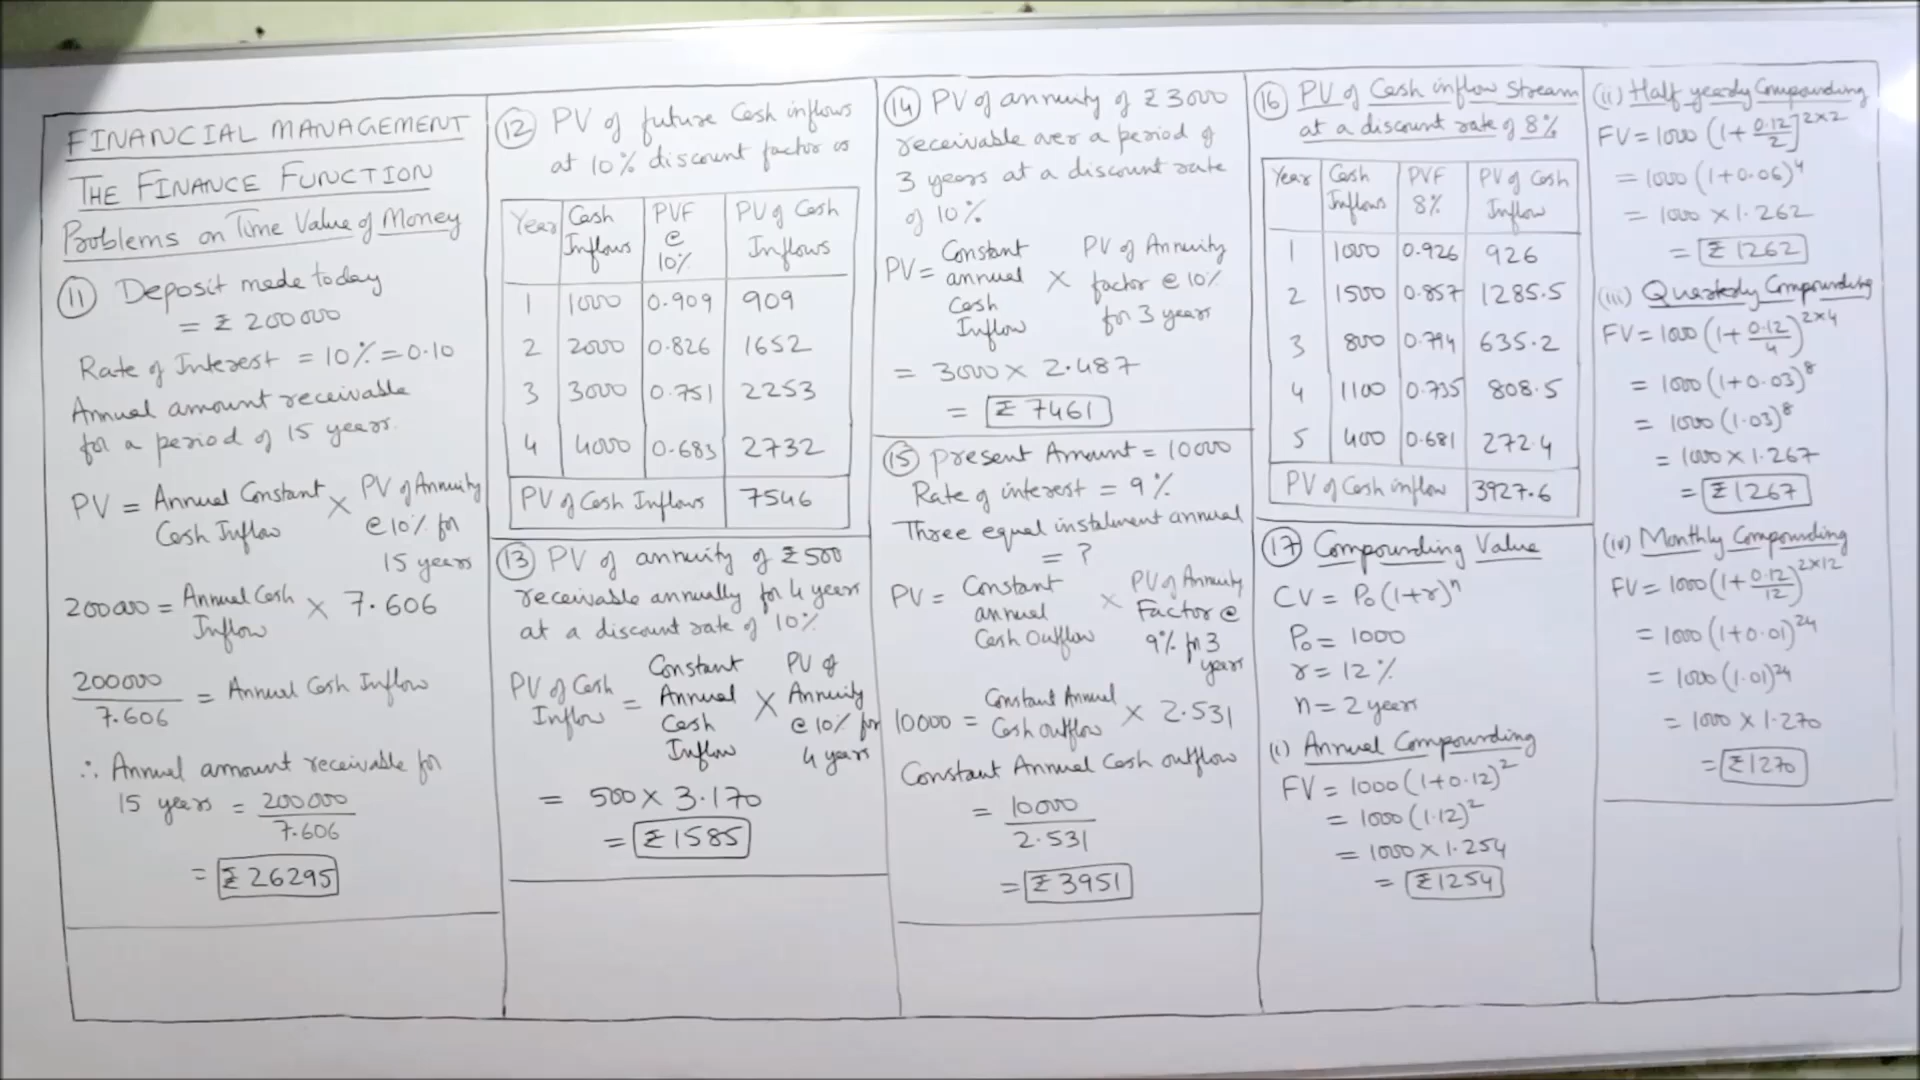 FINANCIAL MANAGEMENT
THE FINANCE FUNCTION
Problems on Time Value of Money
(11) Deposit made today
= ₹ 200000
Rate of Interest = 10% = 0.10
Annual amount receivable
for a period of 15 years.
PV = Annual Constant Cash Inflow × PV of Annuity @ 10% for 15 years
200000 = Annual Cash Inflow × 7.606
200000/7.606 = Annual Cash Inflow
∴ Annual amount receivable for
15 years = 200000/7.606
= ₹ 26295
(12) PV of future Cash inflows
at 10% discount factor is
Year | Cash Inflows | PVF @ 10% | PV of Cash Inflows
1 | 1000 | 0.909 | 909
2 | 2000 | 0.826 | 1652
3 | 3000 | 0.751 | 2253
4 | 4000 | 0.683 | 2732
PV of Cash Inflows | 7546
(13) PV of annuity of ₹ 500
receivable annually for 4 years
at a discount rate of 10%
PV of Cash Inflow = Constant Annual Cash Inflow × PV of Annuity @ 10% for 4 years
= 500 × 3.170
= ₹ 1585
(14) PV of annuity of ₹ 3000
receivable over a period of
3 years at a discount rate
of 10%
PV = Constant annual Cash Inflow × PV of Annuity factor @ 10% for 3 years
= 3000 × 2.487
= ₹ 7461
(15) Present Amount = 10000
Rate of interest = 9%
Three equal instalment annual
= ?
PV = Constant annual Cash Outflow × PV of Annuity Factor @ 9% for 3 years
10000 = Constant Annual Cash outflow × 2.531
Constant Annual Cash outflow
= 10000/2.531
= ₹ 3951
(16) PV of Cash inflow Stream
at a discount rate of 8%
Year | Cash Inflows | PVF 8% | PV of Cash Inflow
1 | 1000 | 0.926 | 926
2 | 1500 | 0.857 | 1285.5
3 | 800 | 0.794 | 635.2
4 | 1100 | 0.735 | 808.5
5 | 400 | 0.681 | 272.4
PV of Cash inflow | 3927.6
(17) Compounding Value
CV = P₀(1+r)ⁿ
P₀ = 1000
r = 12%
n = 2 years
(i) Annual Compounding
FV = 1000(1+0.12)²
= 1000(1.12)²
= 1000 × 1.254
= ₹1254
(ii) Half yearly Compounding
FV = 1000(1+0.12/2]^2×2
= 1000(1+0.06)⁴
= 1000 × 1.262
= ₹ 1262
(iii) Quarterly Compounding
FV = 1000(1+0.12/4)^2×4
= 1000(1+0.03)⁸
= 1000(1.03)⁸
= 1000 × 1.267
= ₹1267
(iv) Monthly Compounding
FV = 1000(1+0.12/12)^2×12
= 1000(1+0.01)²⁴
= 1000(1.01)²⁴
= 1000 × 1.270
= ₹1270